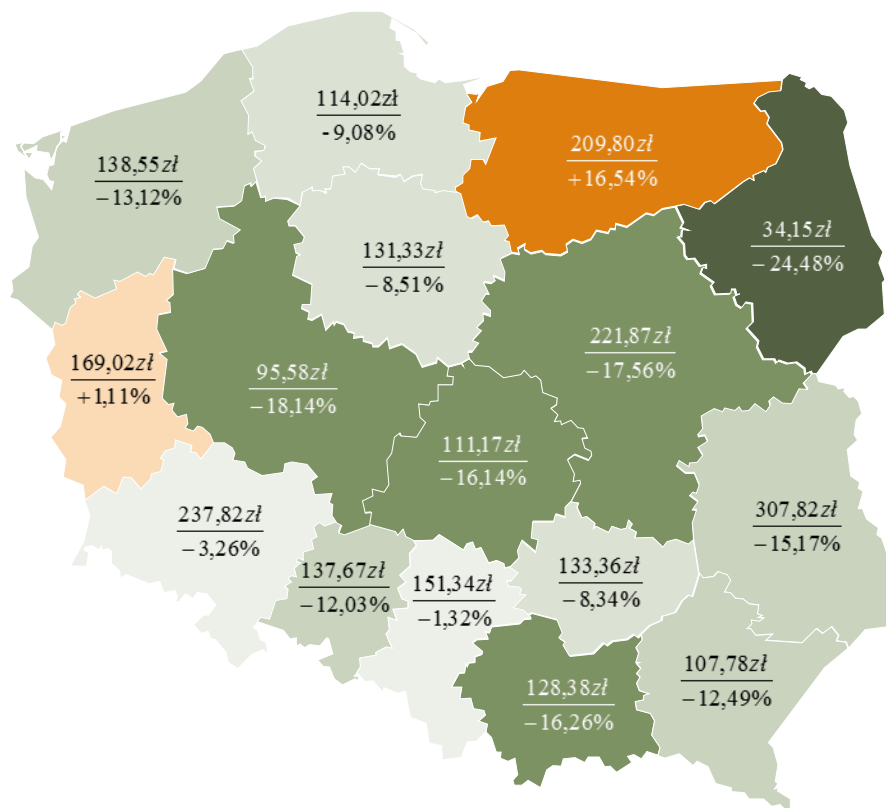 114,02zł
-9,08%
209,80zł
+16,54%
138,55zł
−13,12%
34,15zł
−24,48%
131,33zł
−8,51%
221,87zł
−17,56%
169,02zł
+1,11%
95,58zł
−18,14%
111,17zł
−16,14%
307,82zł
−15,17%
237,82zł
−3,26%
137,67zł
−12,03%
151,34zł
−1,32%
133,36zł
−8,34%
107,78zł
−12,49%
128,38zł
−16,26%